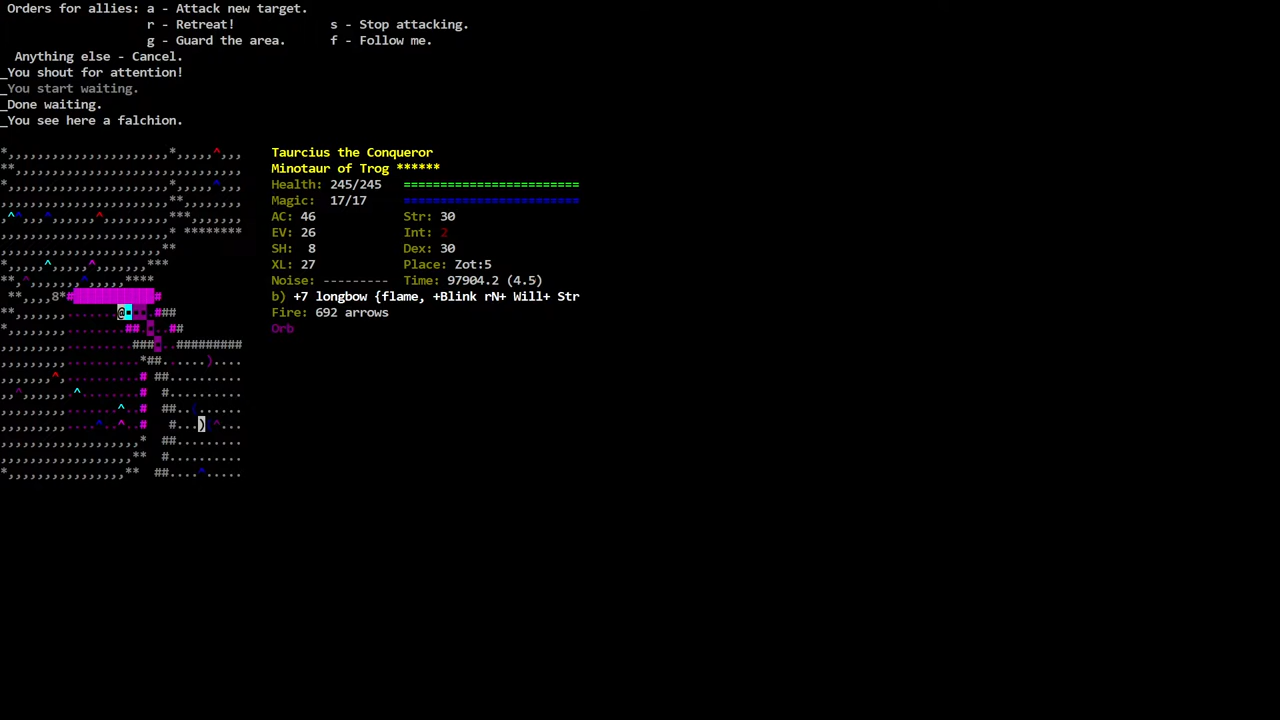 Orders for allies: a - Attack new target.
r - Retreat! s - Stop attacking.
g - Guard the area. f - Follow me.
Anything else - Cancel.
_You shout for attention!
_You start waiting.
_Done waiting.
_You see here a falchion.
Taurcius the Conqueror
Minotaur of Trog ******
Health: 245/245 ========================
Magic: 17/17 ========================
AC: 46 Str: 30
EV: 26 Int: 2
SH: 8 Dex: 30
XL: 27 Place: Zot:5
Noise: --------- Time: 97904.2 (4.5)
b) +7 longbow {flame, +Blink rN+ Will+ Str
Fire: 692 arrows
Orb